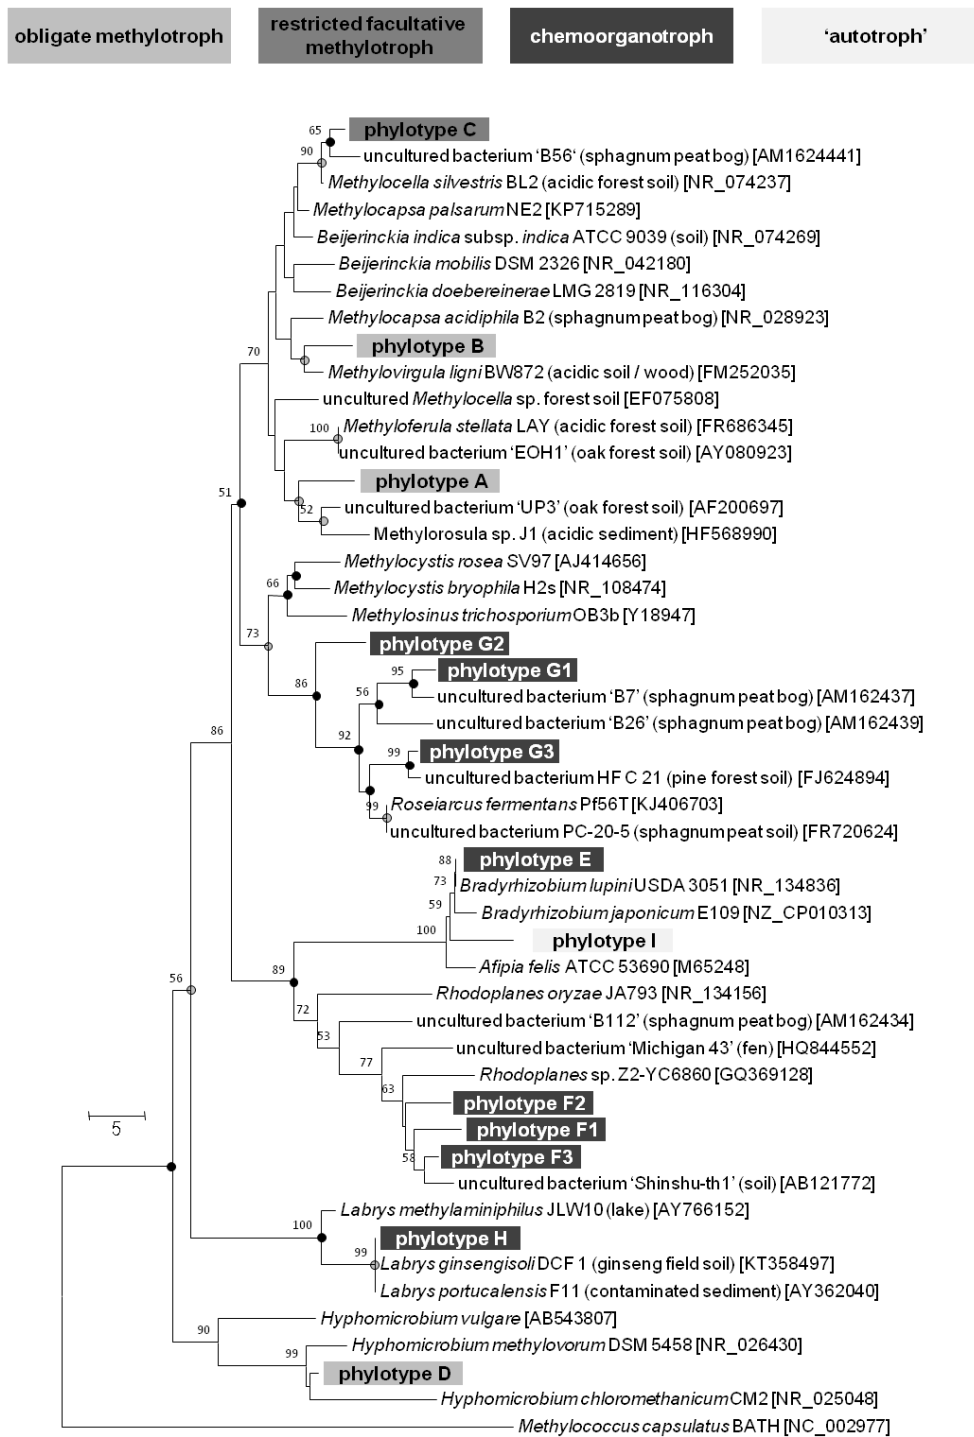 obligate methylotroph
restricted facultative
methylotroph
chemoorganotroph
‘autotroph’
65
phylotype C
90
uncultured bacterium ‘B56‘ (sphagnum peat bog) [AM1624441]
Methylocella silvestris BL2 (acidic forest soil) [NR_074237]
Methylocapsa palsarum NE2 [KP715289]
Beijerinckia indica subsp. indica ATCC 9039 (soil) [NR_074269]
Beijerinckia mobilis DSM 2326 [NR_042180]
Beijerinckia doebereinerae LMG 2819 [NR_116304]
Methylocapsa acidiphila B2 (sphagnum peat bog) [NR_028923]
phylotype B
70
Methylovirgula ligni BW872 (acidic soil / wood) [FM252035]
uncultured Methylocella sp. forest soil [EF075808]
100
Methyloferula stellata LAY (acidic forest soil) [FR686345]
uncultured bacterium ‘EOH1’ (oak forest soil) [AY080923]
phylotype A
51
52
uncultured bacterium ‘UP3’ (oak forest soil) [AF200697]
Methylorosula sp. J1 (acidic sediment) [HF568990]
Methylocystis rosea SV97 [AJ414656]
66
Methylocystis bryophila H2s [NR_108474]
Methylosinus trichosporium OB3b [Y18947]
73
phylotype G2
95
phylotype G1
86
56
uncultured bacterium ‘B7’ (sphagnum peat bog) [AM162437]
uncultured bacterium ‘B26’ (sphagnum peat bog) [AM162439]
86
92
99
phylotype G3
uncultured bacterium HF C 21 (pine forest soil) [FJ624894]
99
Roseiarcus fermentans Pf56T [KJ406703]
uncultured bacterium PC-20-5 (sphagnum peat soil) [FR720624]
88
phylotype E
73
Bradyrhizobium lupini USDA 3051 [NR_134836]
59
Bradyrhizobium japonicum E109 [NZ_CP010313]
100
phylotype I
89
Afipia felis ATCC 53690 [M65248]
56
Rhodoplanes oryzae JA793 [NR_134156]
72
uncultured bacterium ‘B112’ (sphagnum peat bog) [AM162434]
53
uncultured bacterium ‘Michigan 43’ (fen) [HQ844552]
77
Rhodoplanes sp. Z2-YC6860 [GQ369128]
63
phylotype F2
5
phylotype F1
58
phylotype F3
uncultured bacterium ‘Shinshu-th1’ (soil) [AB121772]
Labrys methylaminiphilus JLW10 (lake) [AY766152]
100
phylotype H
99
Labrys ginsengisoli DCF1 (ginseng field soil) [KT358497]
Labrys portucalensis F11 (contaminated sediment) [AY362040]
Hyphomicrobium vulgare [AB543807]
90
Hyphomicrobium methylovorum DSM 5458 [NR_026430]
99
phylotype D
Hyphomicrobium chloromethanicum CM2 [NR_025048]
Methylococcus capsulatus BATH [NC_002977]